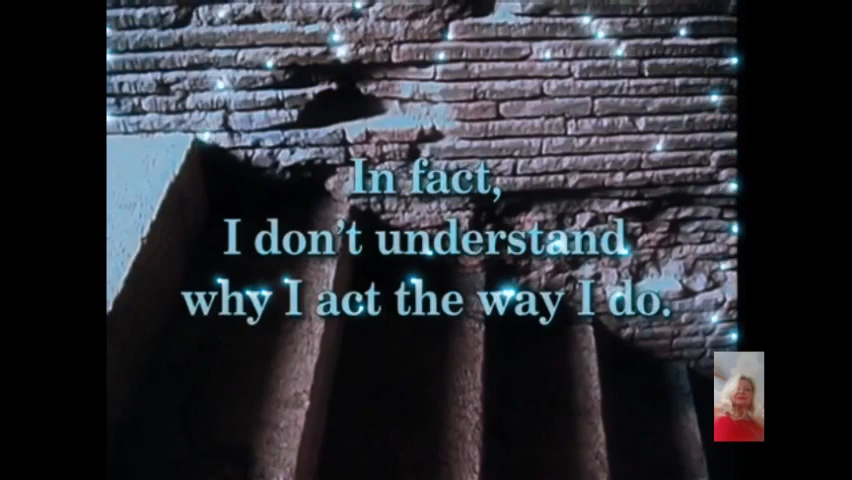 In fact,
I don't understand
why I act the way I do.